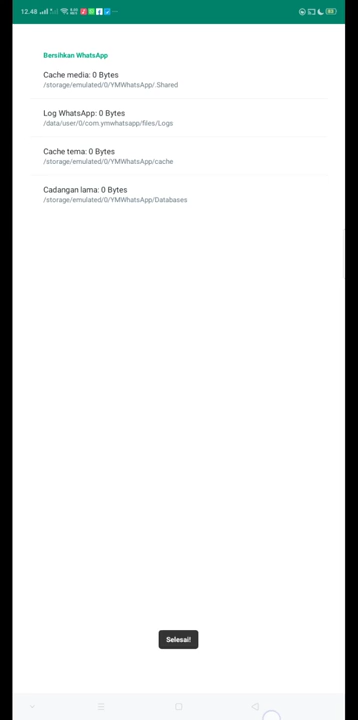 12.48
Bersihkan WhatsApp
Cache media: 0 Bytes
/storage/emulated/0/YMWhatsApp/.Shared
Log WhatsApp: 0 Bytes
/data/user/0/com.ymwhatsapp/files/Logs
Cache tema: 0 Bytes
/storage/emulated/0/YMWhatsApp/cache
Cadangan lama: 0 Bytes
/storage/emulated/0/YMWhatsApp/Databases
Selesai!